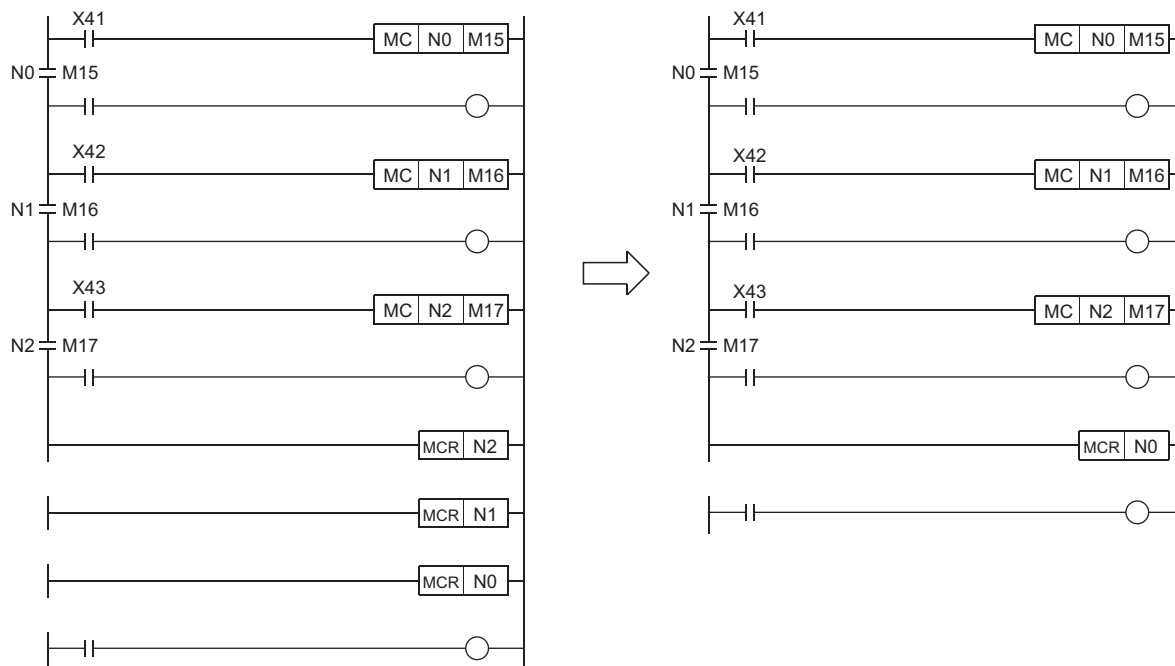 X41
MC N0 M15
N0 M15
X42
MC N1 M16
N1 M16
X43
MC N2 M17
N2 M17
MCR N2
MCR N1
MCR N0
X41
MC N0 M15
N0 M15
X42
MC N1 M16
N1 M16
X43
MC N2 M17
N2 M17
MCR N0